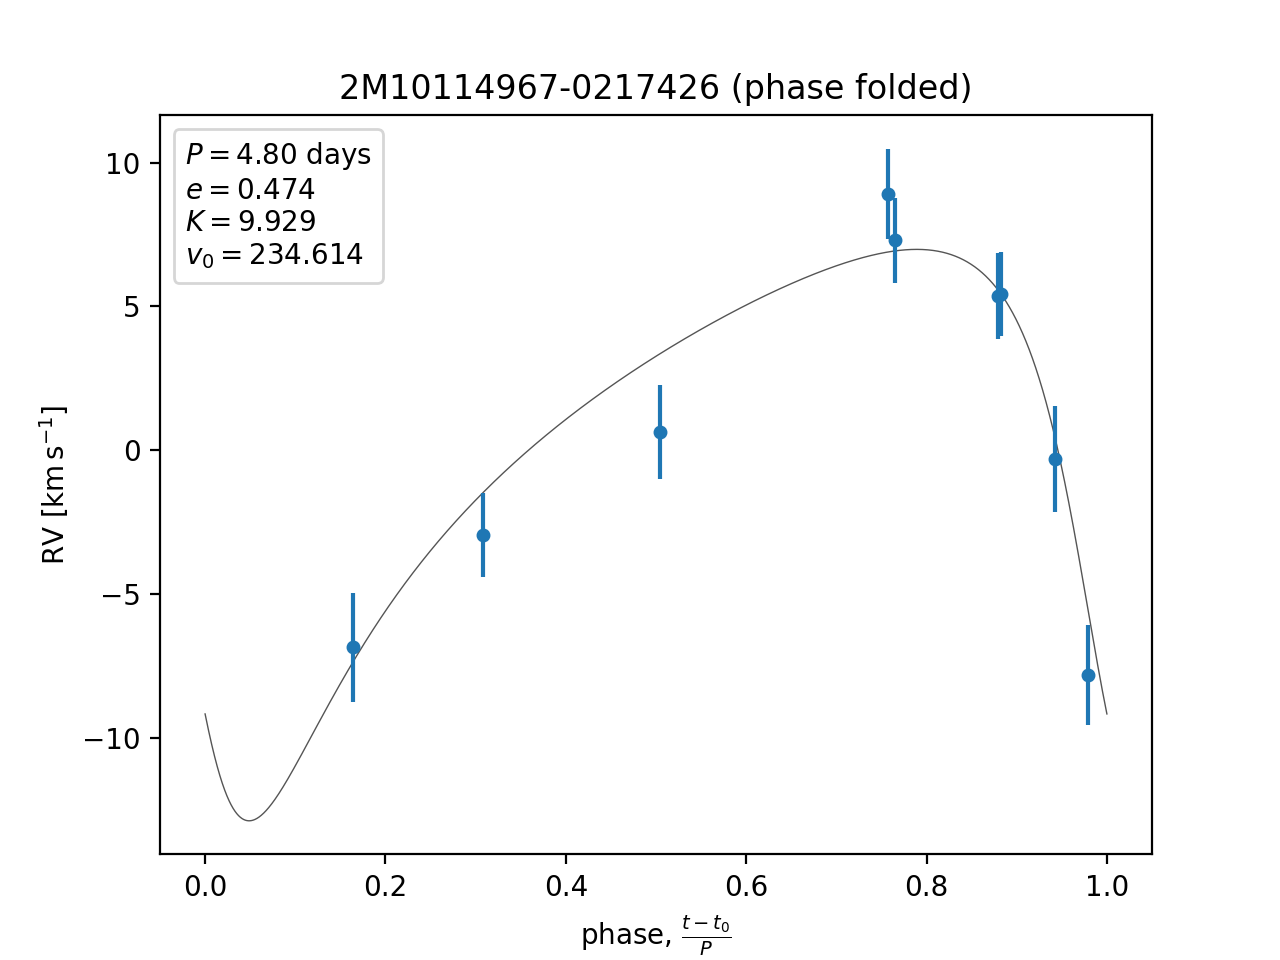 2M10114967-0217426 (phase folded)
P = 4.80 days
e = 0.474
K = 9.929
v₀ = 234.614
RV [km s⁻¹]
10
5
0
−5
−10
0.0 0.2 0.4 0.6 0.8 1.0
phase, (t − t₀)/P